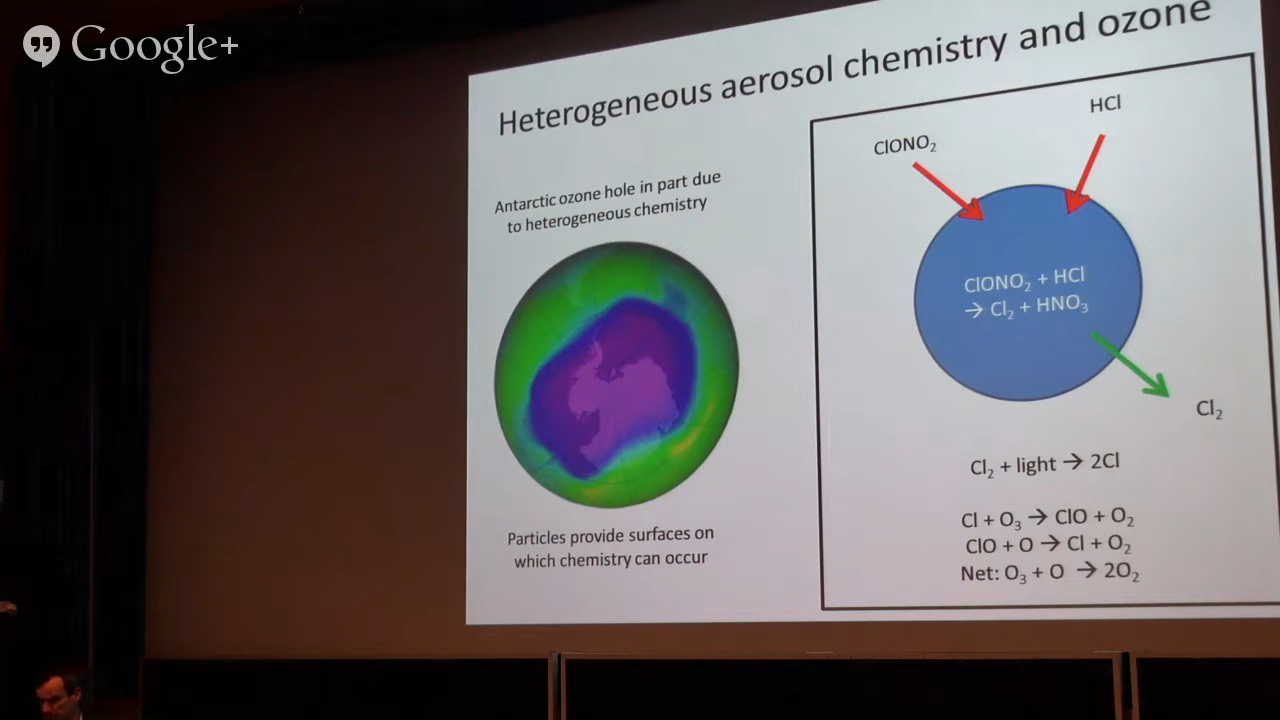 Google+
Heterogeneous aerosol chemistry and ozone
Antarctic ozone hole in part due
to heterogeneous chemistry
Particles provide surfaces on
which chemistry can occur
ClONO₂
HCl
ClONO₂ + HCl
→ Cl₂ + HNO₃
Cl₂
Cl₂ + light → 2Cl
Cl + O₃ → ClO + O₂
ClO + O → Cl + O₂
Net: O₃ + O → 2O₂